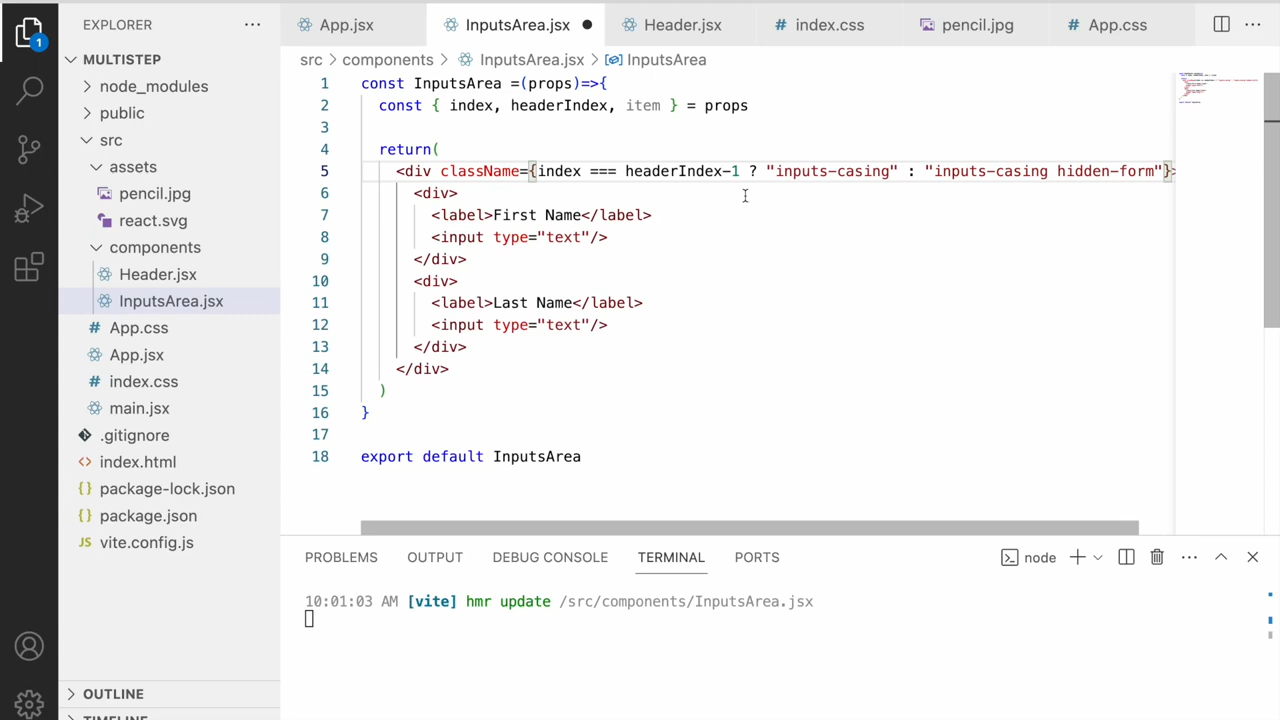 EXPLORER
App.jsx
InputsArea.jsx
Header.jsx
index.css
pencil.jpg
App.css
src > components > InputsArea.jsx > InputsArea
1
MULTISTEP
node_modules
public
src
assets
pencil.jpg
react.svg
components
Header.jsx
InputsArea.jsx
App.css
App.jsx
index.css
main.jsx
.gitignore
index.html
package-lock.json
package.json
vite.config.js
OUTLINE
TIMELINE
1 const InputsArea =(props)=>{
2 const { index, headerIndex, item } = props
3
4 return(
5 <div className={index === headerIndex-1 ? "inputs-casing" : "inputs-casing hidden-form"}>
6 <div>
7 <label>First Name</label>
8 <input type="text"/>
9 </div>
10 <div>
11 <label>Last Name</label>
12 <input type="text"/>
13 </div>
14 </div>
15 )
16 }
17
18 export default InputsArea
PROBLEMS OUTPUT DEBUG CONSOLE TERMINAL PORTS
node
10:01:03 AM [vite] hmr update /src/components/InputsArea.jsx